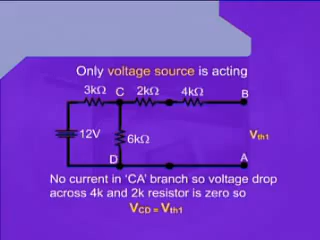 Only voltage source is acting
3kΩ C 2kΩ 4kΩ B
12V 6kΩ Vth1
D A
No current in 'CA' branch so voltage drop
across 4k and 2k resistor is zero so
VCD = Vth1